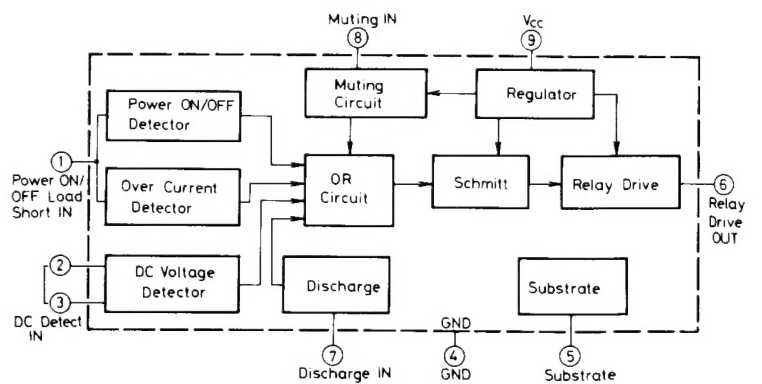 Muting IN
8
Vcc
9
Power ON/OFF
Detector
Muting
Circuit
Regulator
1
Power ON/
OFF Load
Short IN
Over Current
Detector
OR
Circuit
Schmitt
Relay Drive
6
Relay
Drive
OUT
2
3
DC Detect
IN
DC Voltage
Detector
Discharge
Substrate
GND
7
Discharge IN
4
GND
5
Substrate